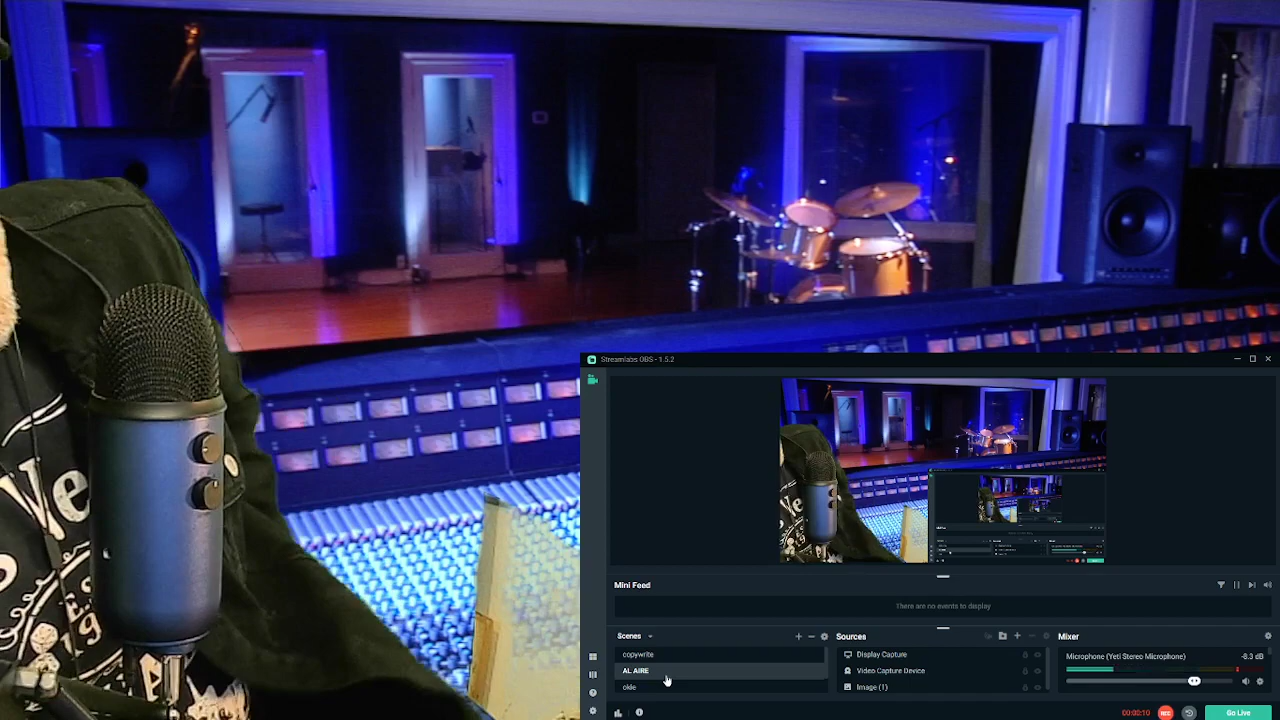 Streamlabs OBS - 1.5.2
Mini Feed
There are no events to display
Scenes
Sources
Mixer
copywrite
AL AIRE
okie
Display Capture
Video Capture Device
Image (1)
Microphone (Yeti Stereo Microphone)
-8.3 dB
00:00:10
REC
Go Live